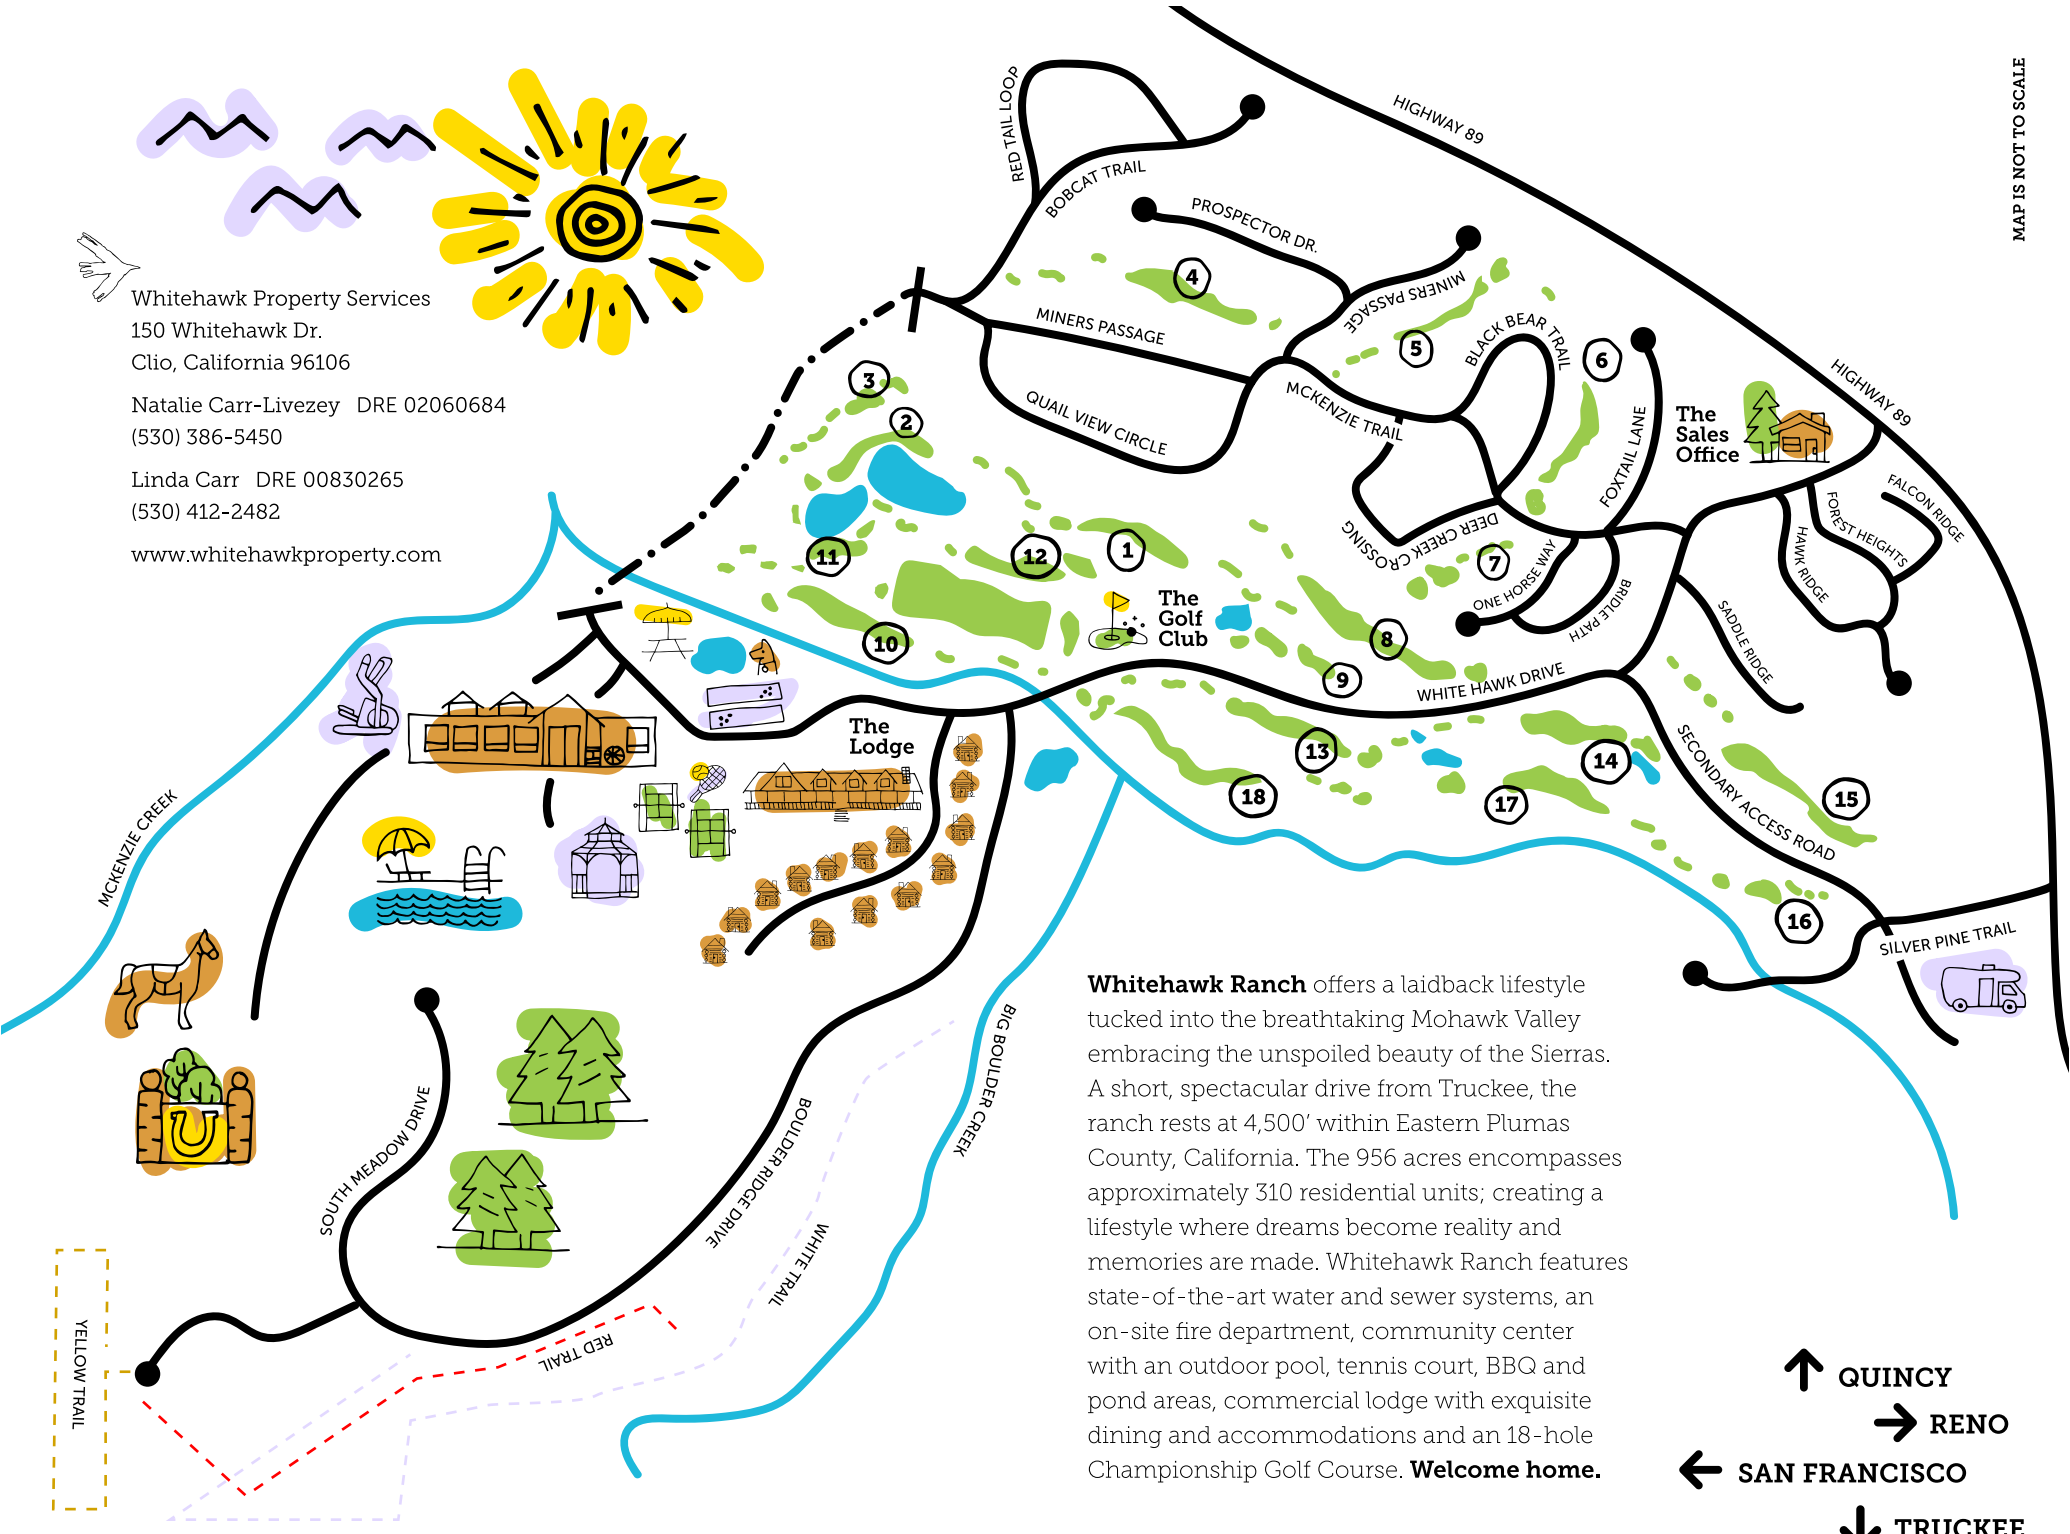 Whitehawk Property Services
150 Whitehawk Dr.
Clio, California 96106
Natalie Carr-Livezey DRE 02060684
(530) 386-5450
Linda Carr DRE 00830265
(530) 412-2482
www.whitehawkproperty.com
MAP IS NOT TO SCALE
HIGHWAY 89
RED TAIL LOOP
BOBCAT TRAIL
PROSPECTOR DR.
4
MINERS PASSAGE
MINERS PASSAGE
5
BLACK BEAR TRAIL
6
HIGHWAY 89
3
2
QUAIL VIEW CIRCLE
MCKENZIE TRAIL
FOXTAIL LANE
The
Sales
Office
FALCON RIDGE
FOREST HEIGHTS
HAWK RIDGE
DEER CREEK CROSSING
11
12
1
7
ONE HORSE WAY
BRIDLE PATH
SADDLE RIDGE
The
Golf
Club
10
8
9
WHITE HAWK DRIVE
The
Lodge
13
14
18
17
15
SECONDARY ACCESS ROAD
16
SILVER PINE TRAIL
MCKENZIE CREEK
BIG BOULDER CREEK
SOUTH MEADOW DRIVE
BOULDER RIDGE DRIVE
WHITE TRAIL
RED TRAIL
YELLOW TRAIL
Whitehawk Ranch offers a laidback lifestyle
tucked into the breathtaking Mohawk Valley
embracing the unspoiled beauty of the Sierras.
A short, spectacular drive from Truckee, the
ranch rests at 4,500’ within Eastern Plumas
County, California. The 956 acres encompasses
approximately 310 residential units; creating a
lifestyle where dreams become reality and
memories are made. Whitehawk Ranch features
state-of-the-art water and sewer systems, an
on-site fire department, community center
with an outdoor pool, tennis court, BBQ and
pond areas, commercial lodge with exquisite
dining and accommodations and an 18-hole
Championship Golf Course. Welcome home.
QUINCY
RENO
SAN FRANCISCO
TRUCKEE